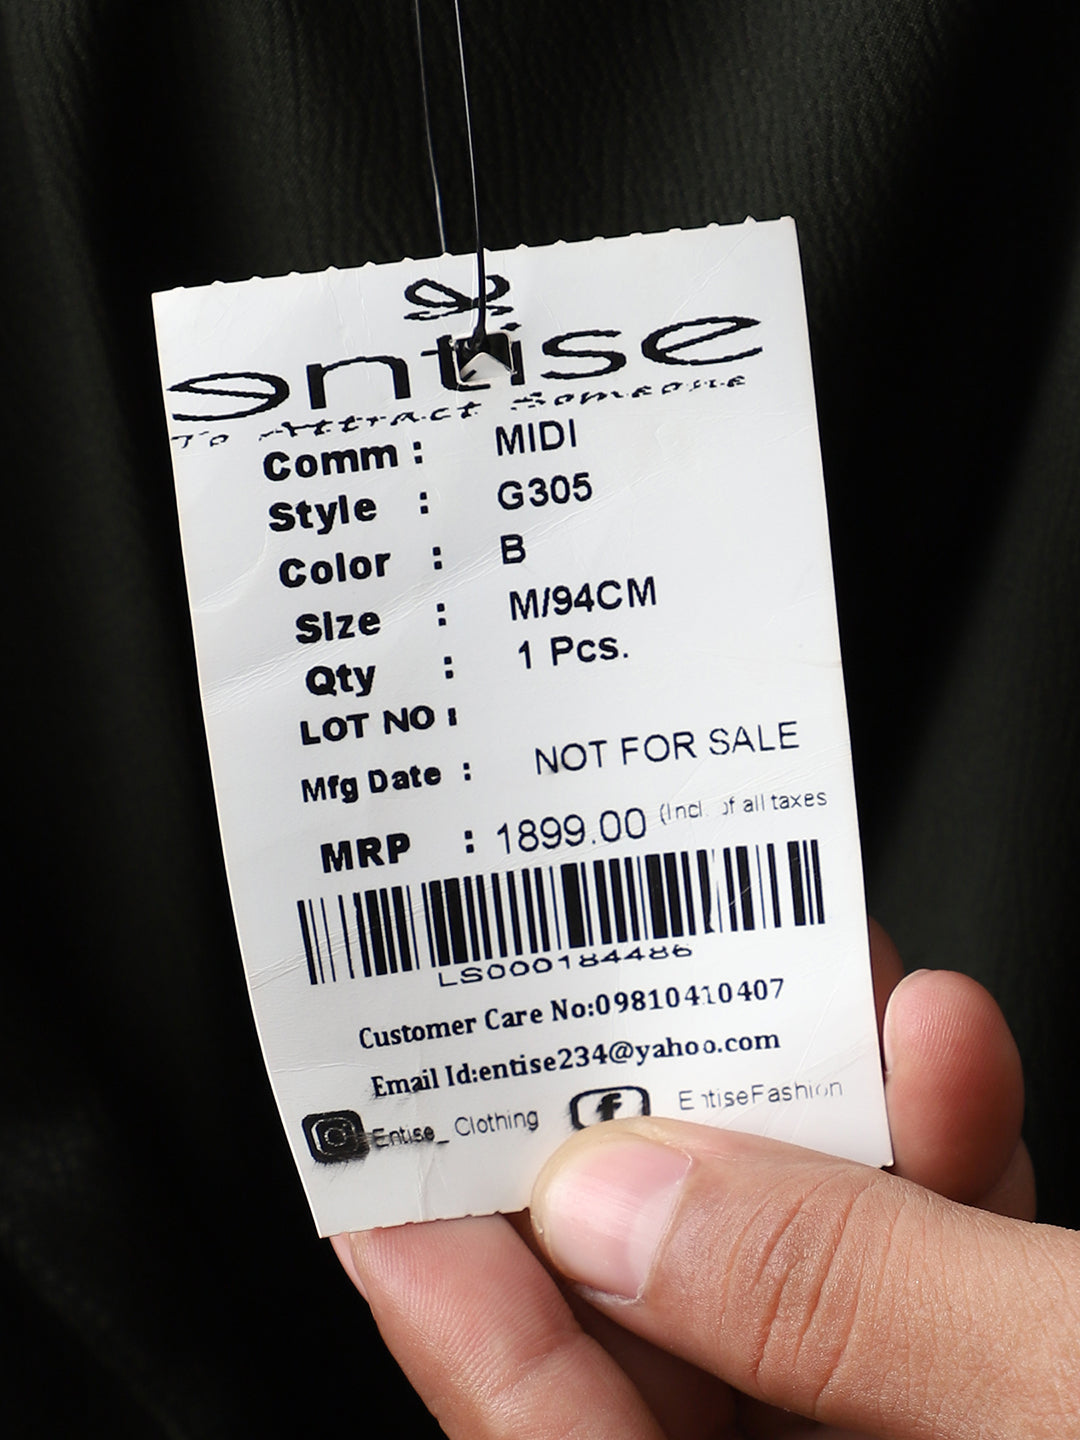 entise
To Attract Someone
Comm : MIDI
Style : G305
Color : B
Size : M/94CM
Qty : 1 Pcs.
LOT NO :
Mfg Date : NOT FOR SALE
MRP : 1899.00 (Incl. of all taxes
LS000184486
Customer Care No:09810410407
Email Id:entise234@yahoo.com
Entise_ Clothing f EntiseFashion